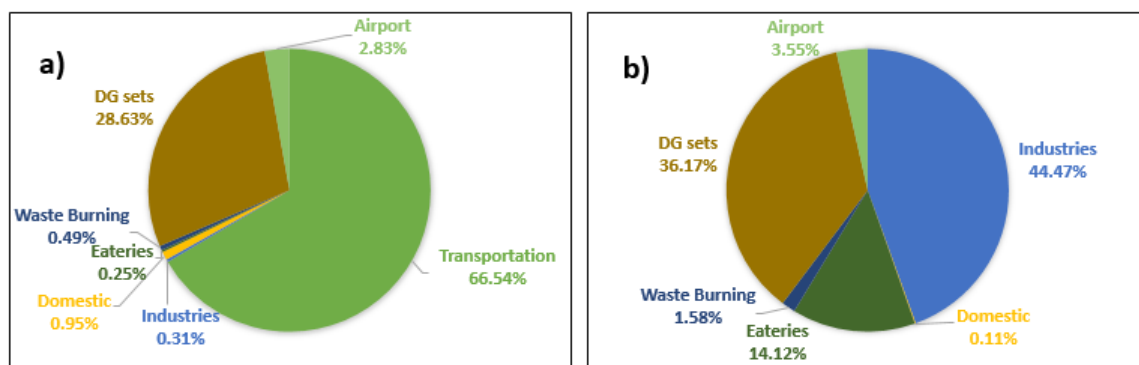 a)
Airport
2.83%
DG sets
28.63%
Waste Burning
0.49%
Eateries
0.25%
Domestic
0.95%
Industries
0.31%
Transportation
66.54%
b)
Airport
3.55%
DG sets
36.17%
Industries
44.47%
Waste Burning
1.58%
Eateries
14.12%
Domestic
0.11%